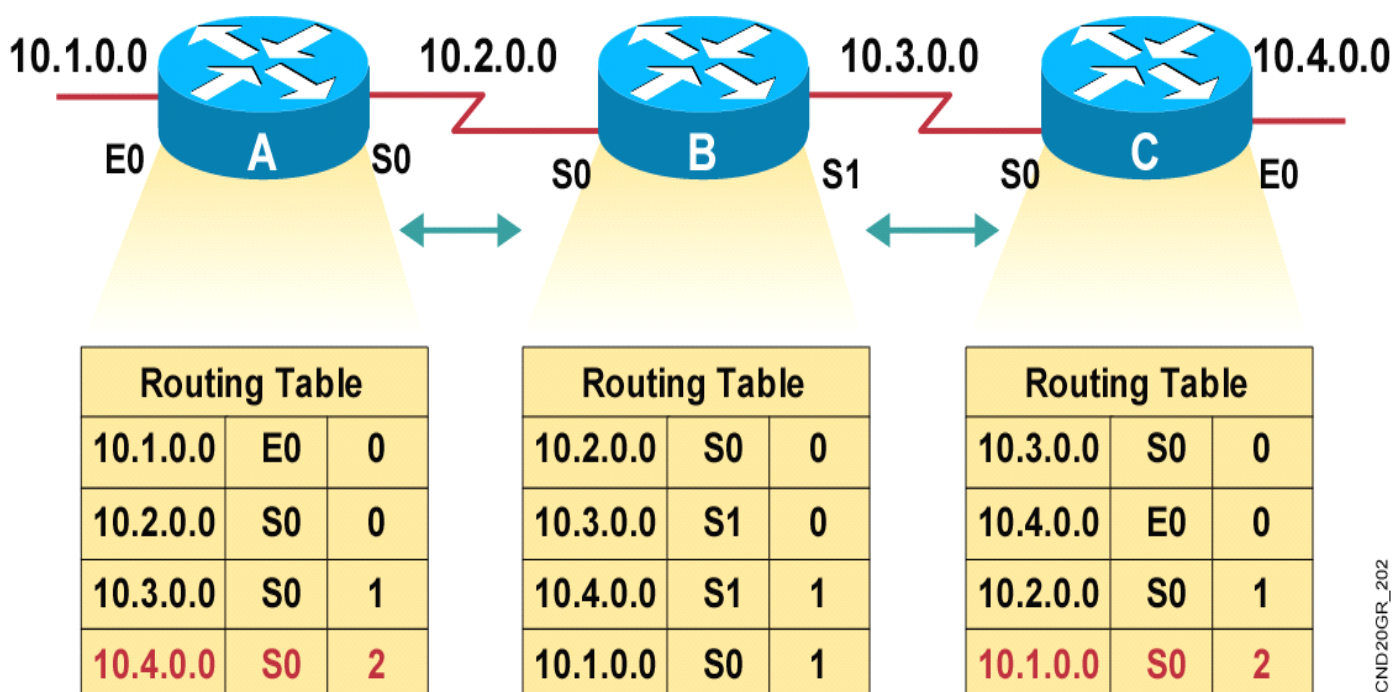 10.1.0.0 10.2.0.0 10.3.0.0 10.4.0.0
E0 A S0 S0 B S1 S0 C E0
Routing Table
10.1.0.0 E0 0
10.2.0.0 S0 0
10.3.0.0 S0 1
10.4.0.0 S0 2
Routing Table
10.2.0.0 S0 0
10.3.0.0 S1 0
10.4.0.0 S1 1
10.1.0.0 S0 1
Routing Table
10.3.0.0 S0 0
10.4.0.0 E0 0
10.2.0.0 S0 1
10.1.0.0 S0 2
CND20GR_202